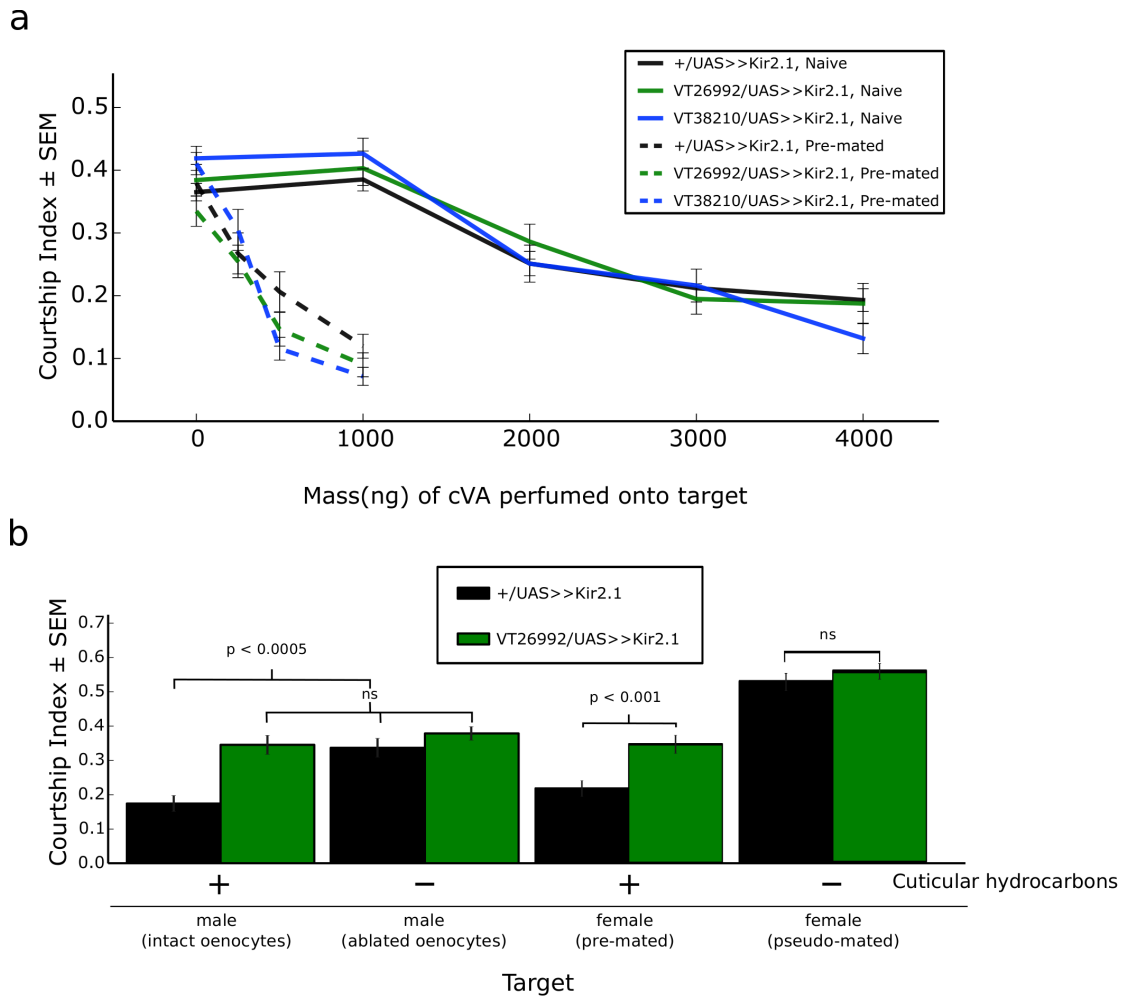 a
Courtship Index ± SEM
0.5
0.4
0.3
0.2
0.1
0.0
+/UAS>>Kir2.1, Naive
VT26992/UAS>>Kir2.1, Naive
VT38210/UAS>>Kir2.1, Naive
+/UAS>>Kir2.1, Pre-mated
VT26992/UAS>>Kir2.1, Pre-mated
VT38210/UAS>>Kir2.1, Pre-mated
0 1000 2000 3000 4000
Mass(ng) of cVA perfumed onto target
b
Courtship Index ± SEM
0.7
0.6
0.5
0.4
0.3
0.2
0.1
0.0
+/UAS>>Kir2.1
VT26992/UAS>>Kir2.1
p < 0.0005
ns
p < 0.001
ns
+ − + − Cuticular hydrocarbons
male
(intact oenocytes)
male
(ablated oenocytes)
female
(pre-mated)
female
(pseudo-mated)
Target